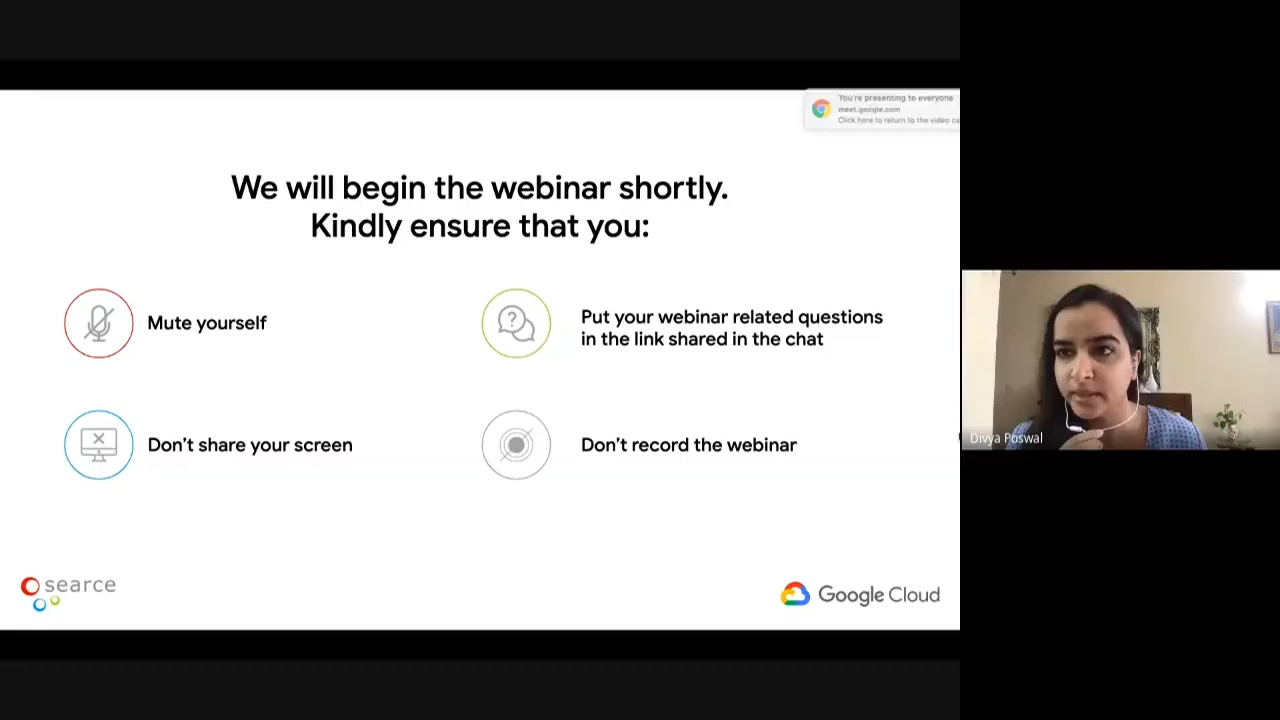 You're presenting to everyone
meet.google.com
Click here to return to the video ca
We will begin the webinar shortly.
Kindly ensure that you:
Mute yourself
Put your webinar related questions
in the link shared in the chat
Don't share your screen
Don't record the webinar
Divya Poswal
searce
Google Cloud